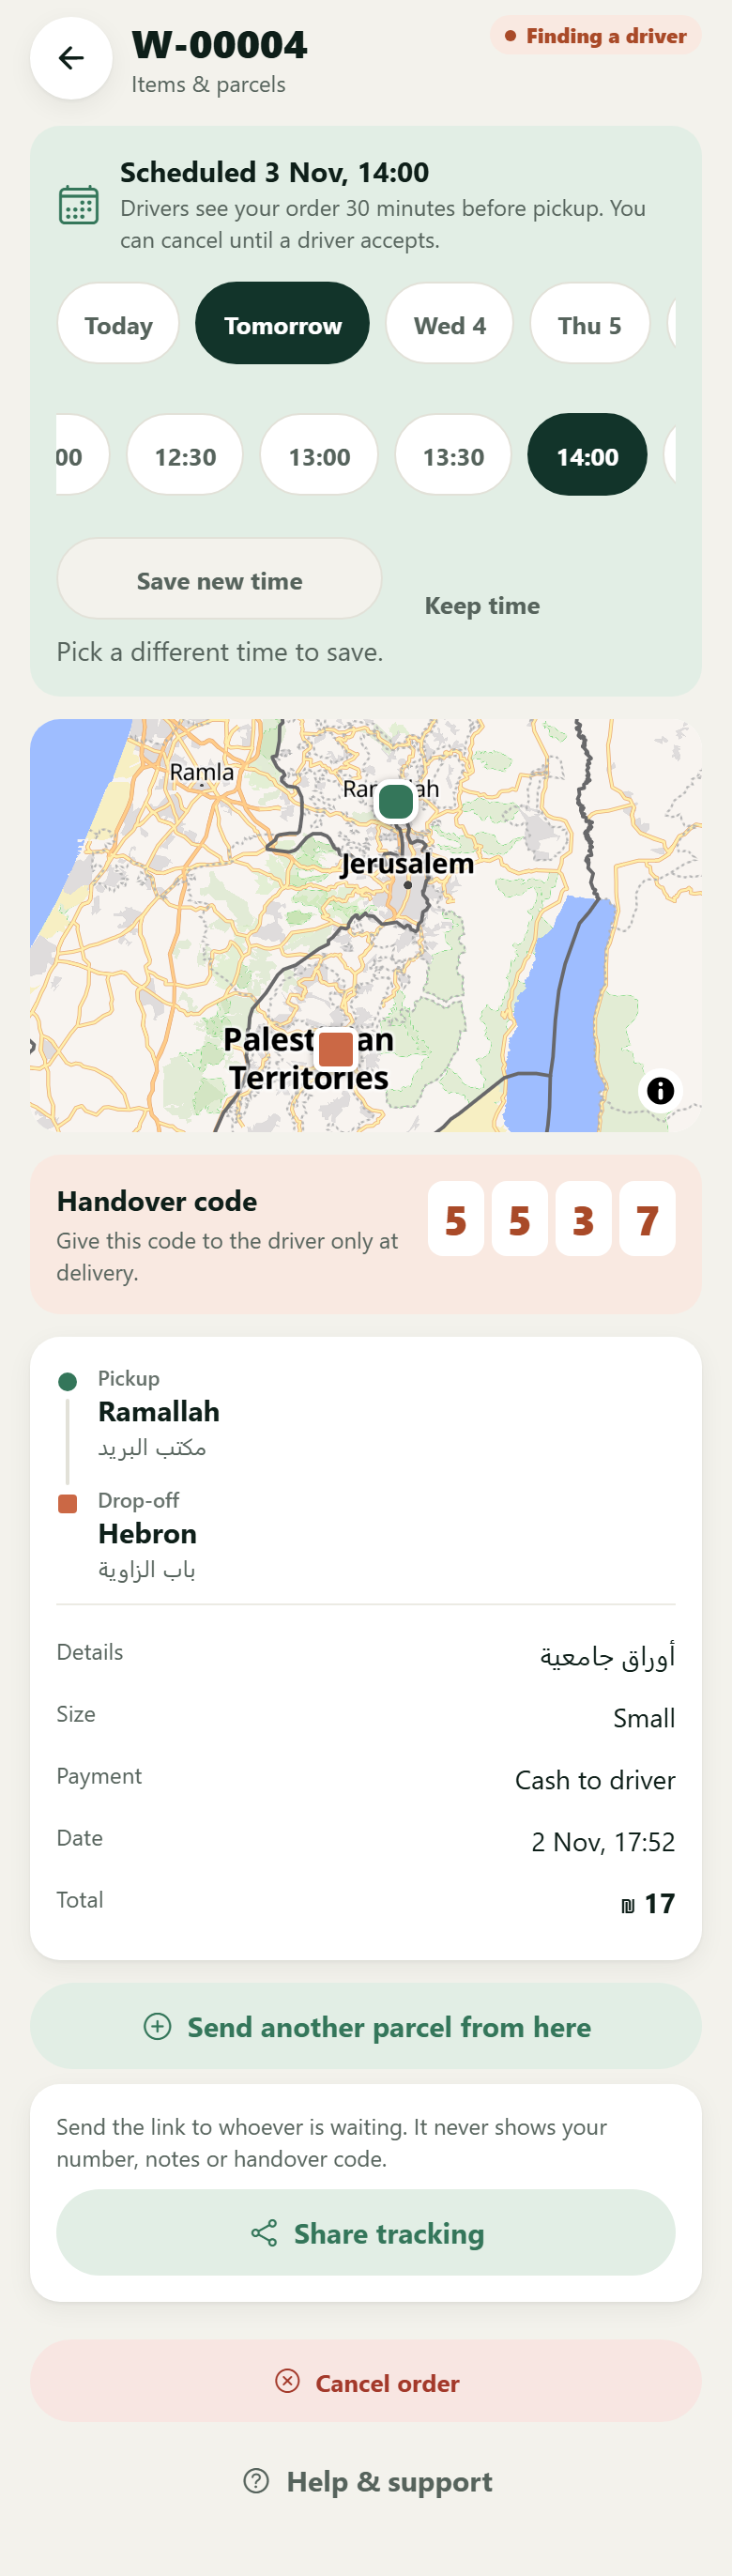 W-00004
Finding a driver
Items & parcels
Scheduled 3 Nov, 14:00
Drivers see your order 30 minutes before pickup. You
can cancel until a driver accepts.
Today
Tomorrow
Wed 4
Thu 5
00
12:30
13:00
13:30
14:00
Save new time
Keep time
Pick a different time to save.
Ramla
Jerusalem
Territories
Handover code
5 5 3 7
Give this code to the driver only at
delivery.
Pickup
Ramallah
مكتب البريد
Drop-off
Hebron
باب الزاوية
Details
أوراق جامعية
Size
Small
Payment
Cash to driver
Date
2 Nov, 17:52
Total
₪ 17
Send another parcel from here
Send the link to whoever is waiting. It never shows your
number, notes or handover code.
Share tracking
Cancel order
Help & support